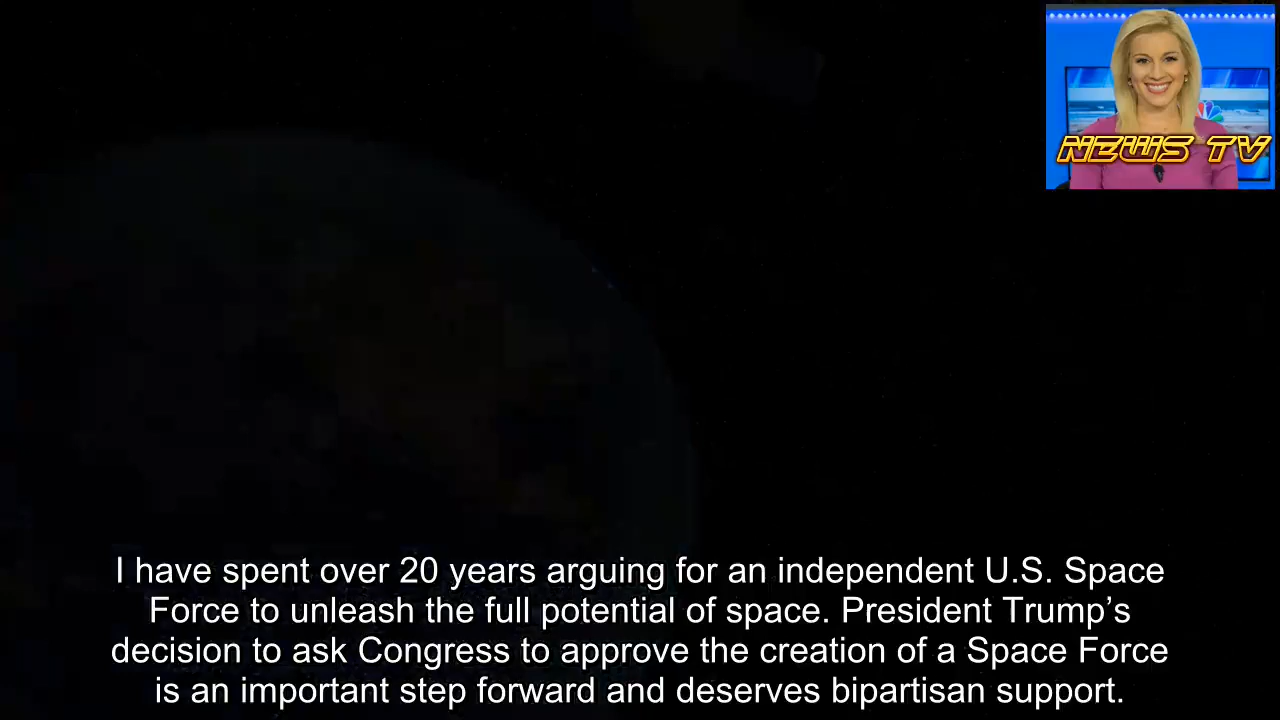 NEWS TV
I have spent over 20 years arguing for an independent U.S. Space
Force to unleash the full potential of space. President Trump’s
decision to ask Congress to approve the creation of a Space Force
is an important step forward and deserves bipartisan support.